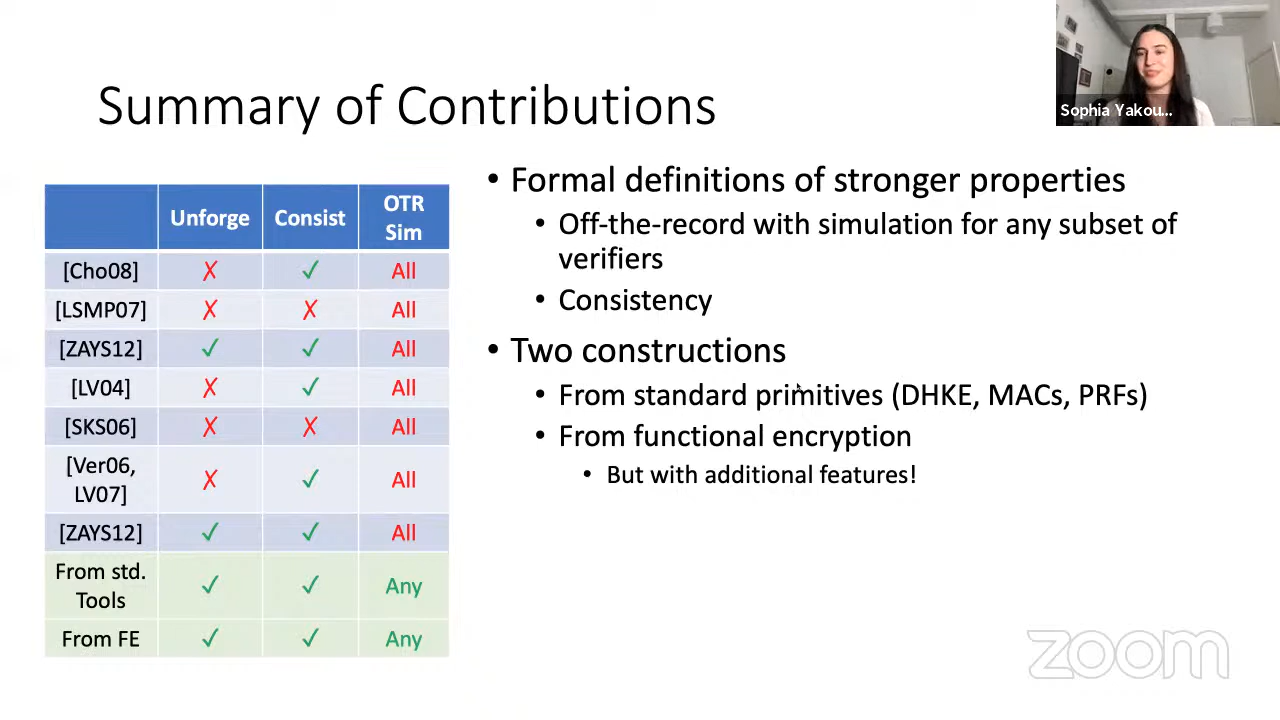 Sophia Yakou...
Summary of Contributions
Unforge Consist OTR Sim
[Cho08] ✗ ✓ All
[LSMP07] ✗ ✗ All
[ZAYS12] ✓ ✓ All
[LV04] ✗ ✓ All
[SKS06] ✗ ✗ All
[Ver06, LV07] ✗ ✓ All
[ZAYS12] ✓ ✓ All
From std. Tools ✓ ✓ Any
From FE ✓ ✓ Any
• Formal definitions of stronger properties
• Off-the-record with simulation for any subset of
verifiers
• Consistency
• Two constructions
• From standard primitives (DHKE, MACs, PRFs)
• From functional encryption
• But with additional features!
zoom